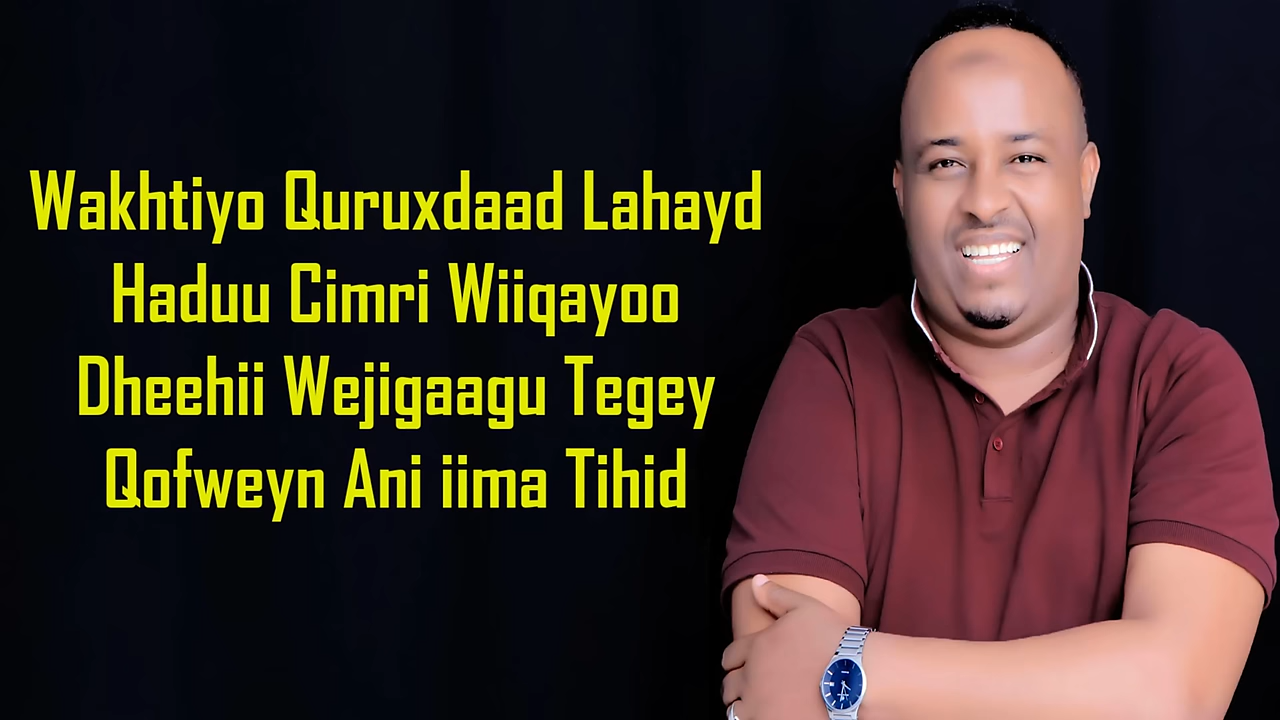 Wakhtiyo Quruxdaad Lahayd
Haduu Cimri Wiiqayoo
Dheehii Wejigaagu Tegey
Qofweyn Ani iima Tihid